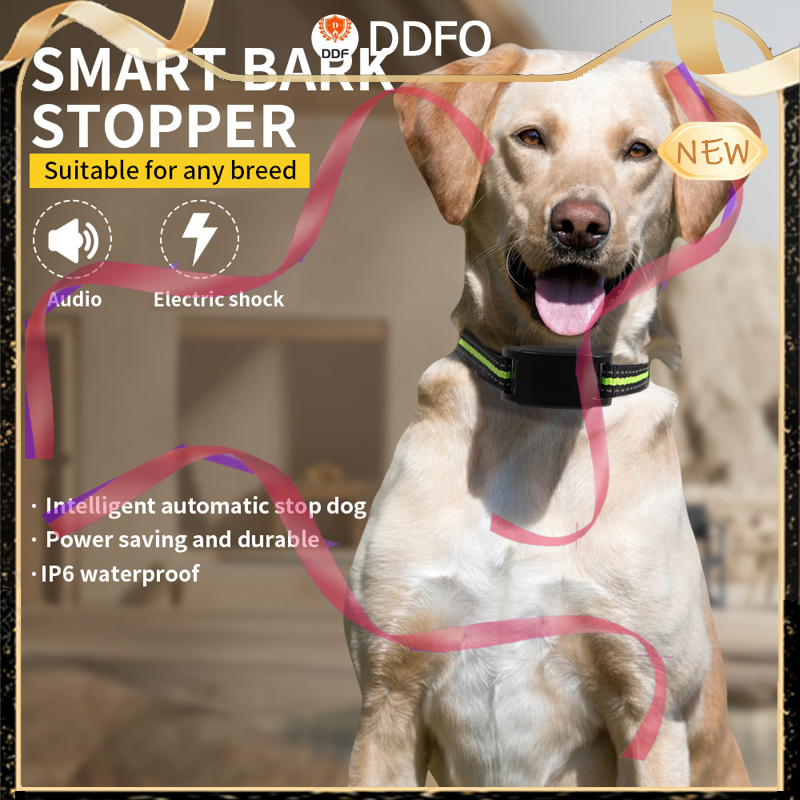 DDF
DDFO
SMART BARK
STOPPER
Suitable for any breed
NEW
Audio
Electric shock
· Intelligent automatic stop dog
· Power saving and durable
· IP6 waterproof